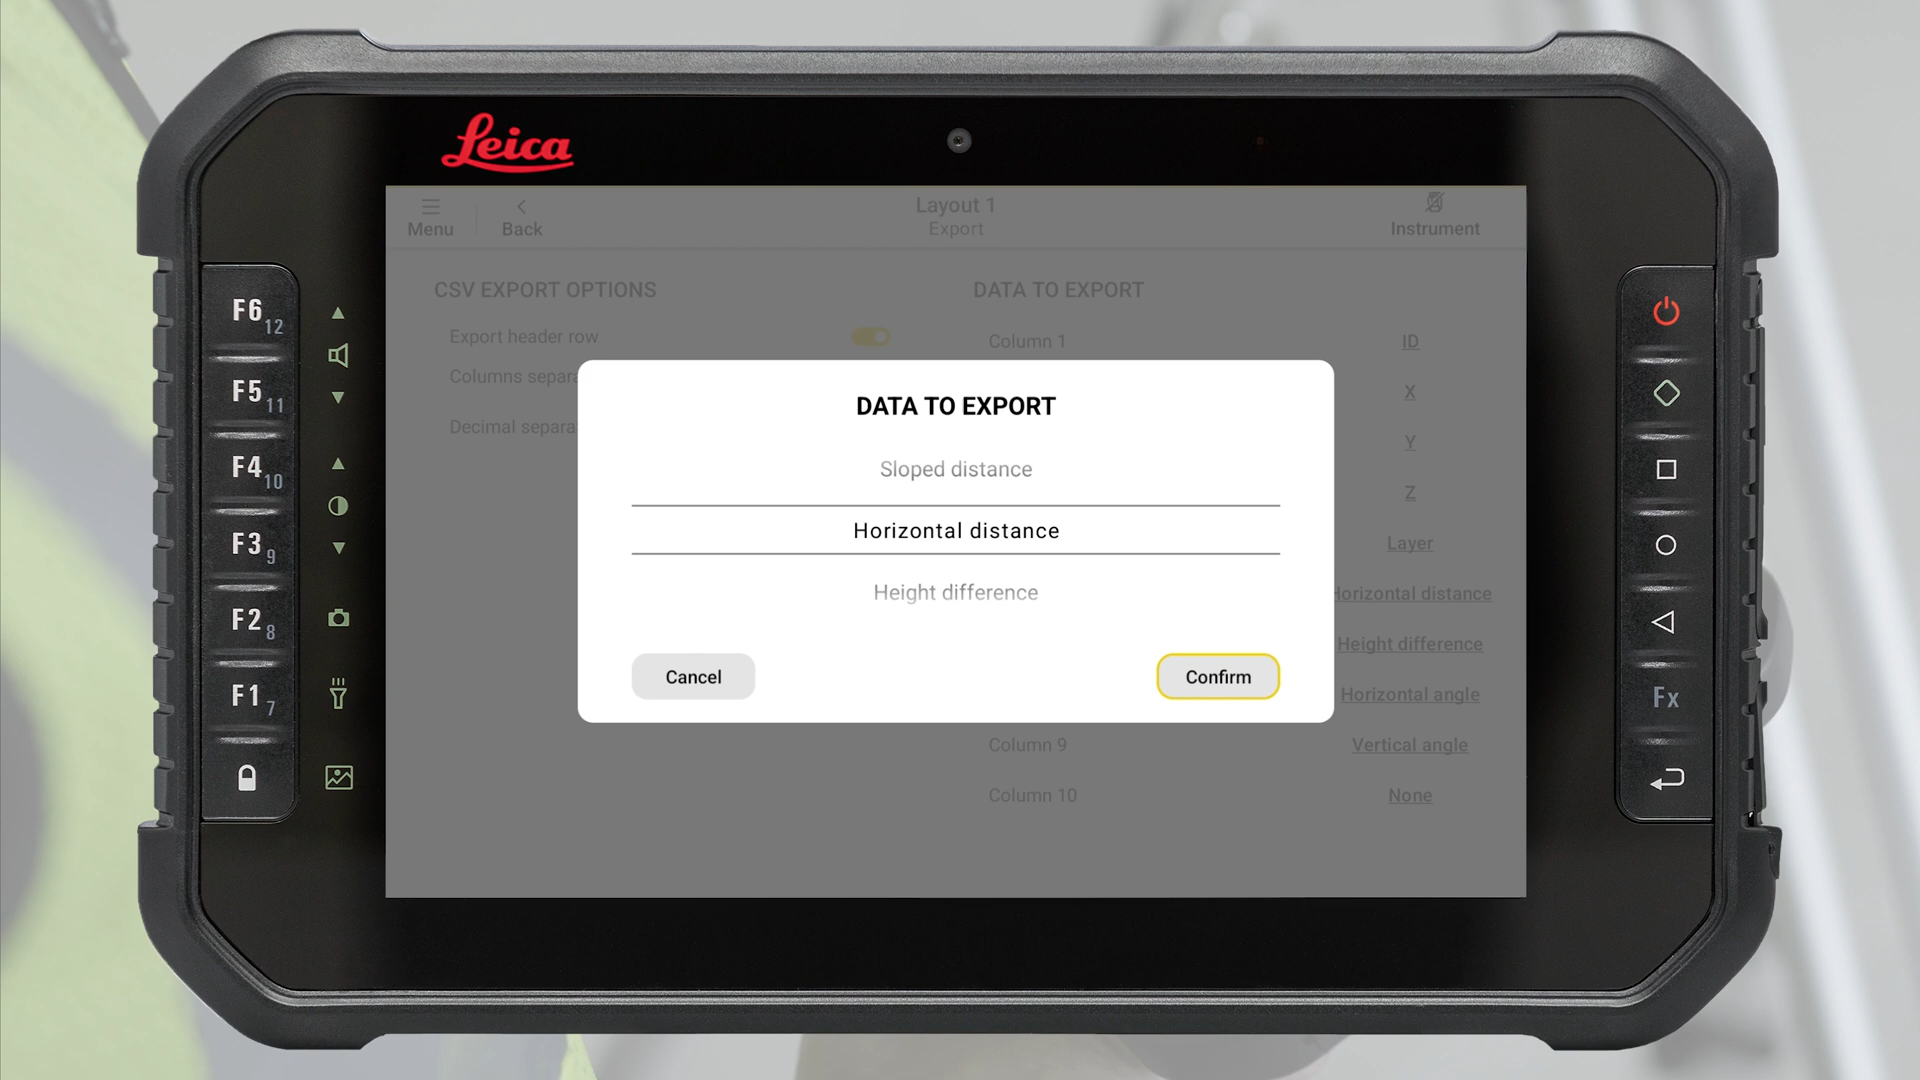 Leica
Menu
Back
Layout 1
Export
Instrument
CSV EXPORT OPTIONS
Export header row
Columns separa
Decimal separa
DATA TO EXPORT
Column 1 ID
X
Y
Z
Layer
Horizontal distance
Height difference
Horizontal angle
Column 9 Vertical angle
Column 10 None
DATA TO EXPORT
Sloped distance
Horizontal distance
Height difference
Cancel
Confirm
F6 12
F5 11
F4 10
F3 9
F2 8
F1 7
Fx